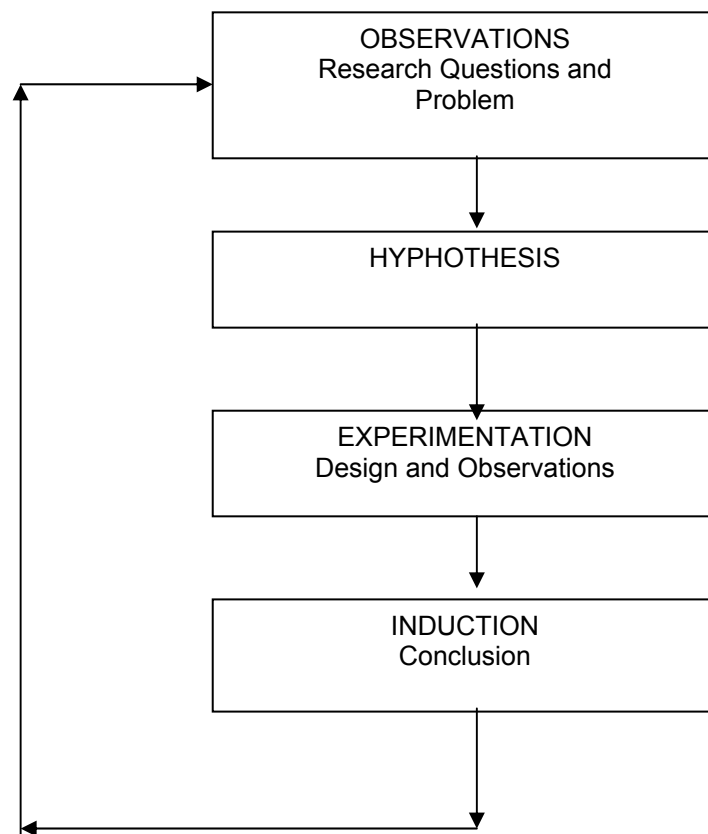 OBSERVATIONS
Research Questions and
Problem
HYPHOTHESIS
EXPERIMENTATION
Design and Observations
INDUCTION
Conclusion